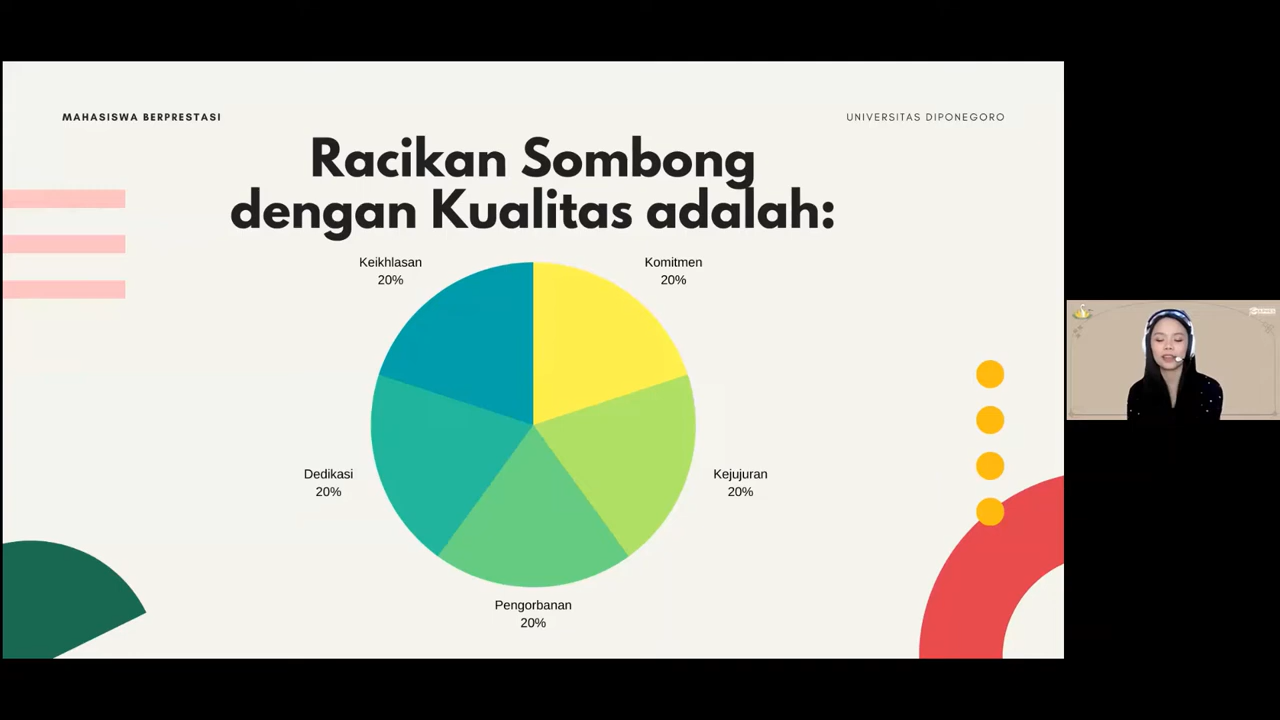 MAHASISWA BERPRESTASI
UNIVERSITAS DIPONEGORO
Racikan Sombong
dengan Kualitas adalah:
Keikhlasan
20%
Komitmen
20%
Dedikasi
20%
Kejujuran
20%
Pengorbanan
20%